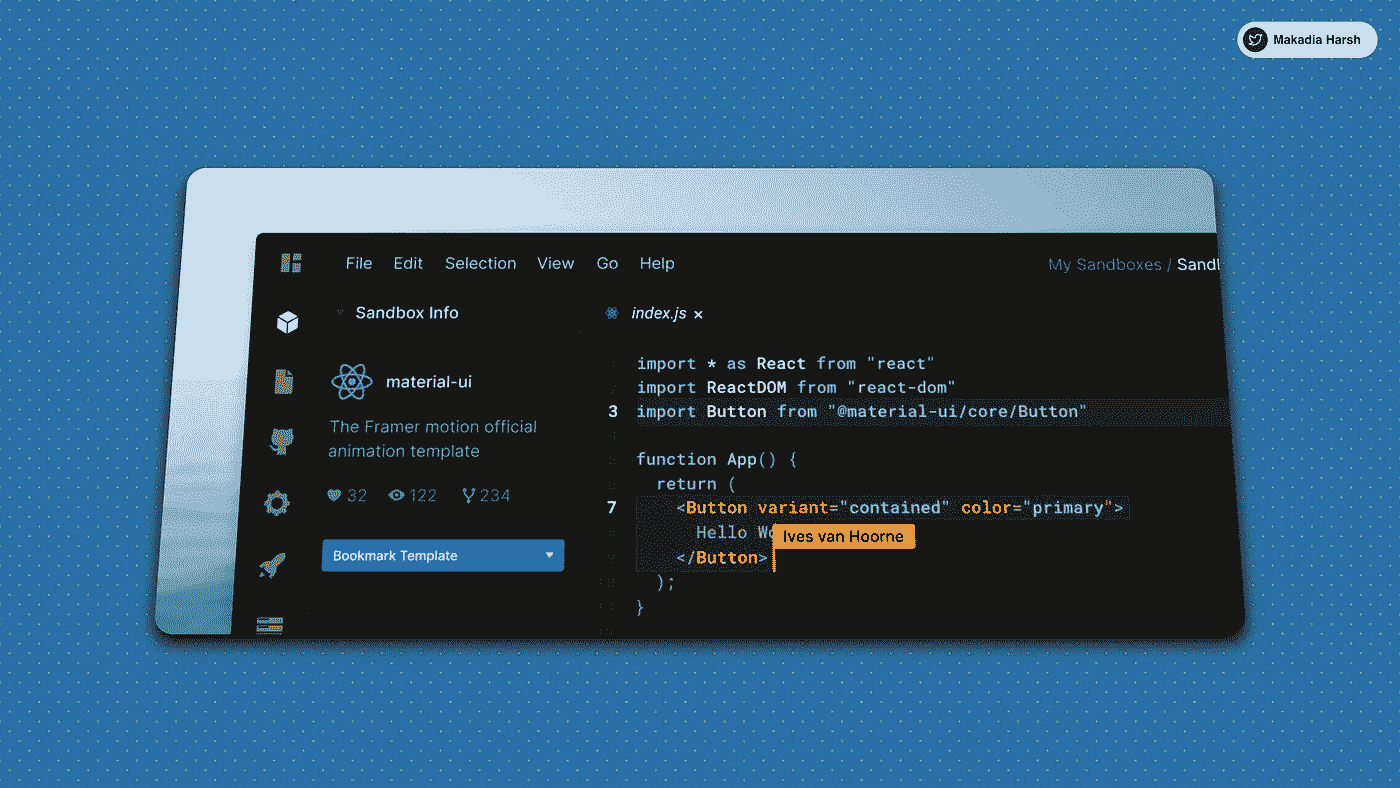 Makadia Harsh
File Edit Selection View Go Help
My Sandboxes /
Sandbox Info
index.js ×
material-ui
The Framer motion official
animation template
32 122 234
Bookmark Template
import * as React from "react"
import ReactDOM from "react-dom"
3 import Button from "@material-ui/core/Button"
function App() {
return (
7 <Button variant="contained" color="primary">
Hello
Ives van Hoorne
</Button>
);
}